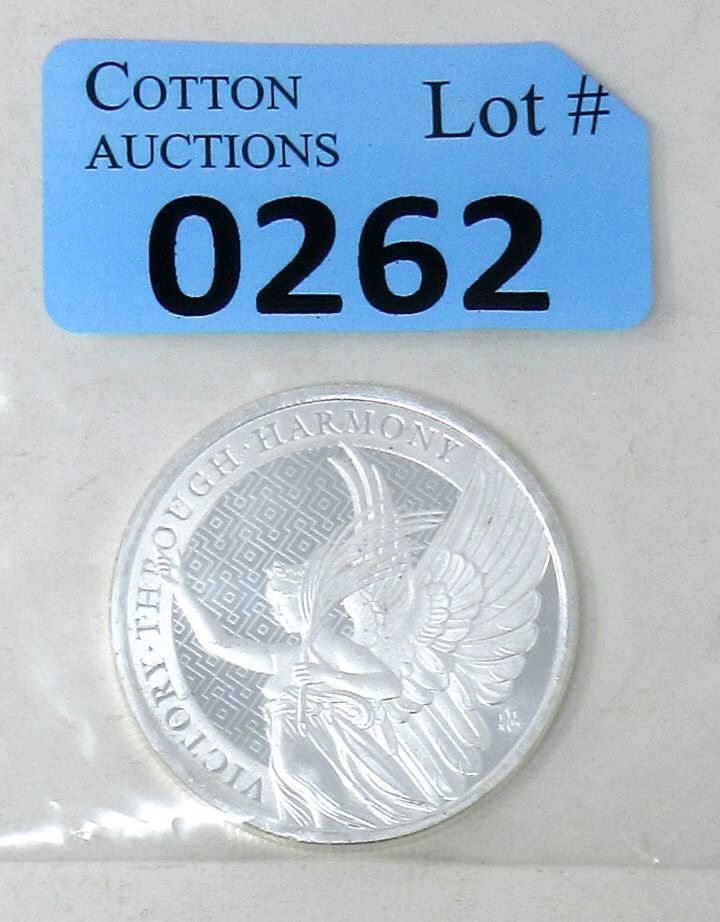 COTTON
AUCTIONS
Lot #
0262
VICTORY·THROUGH·HARMONY